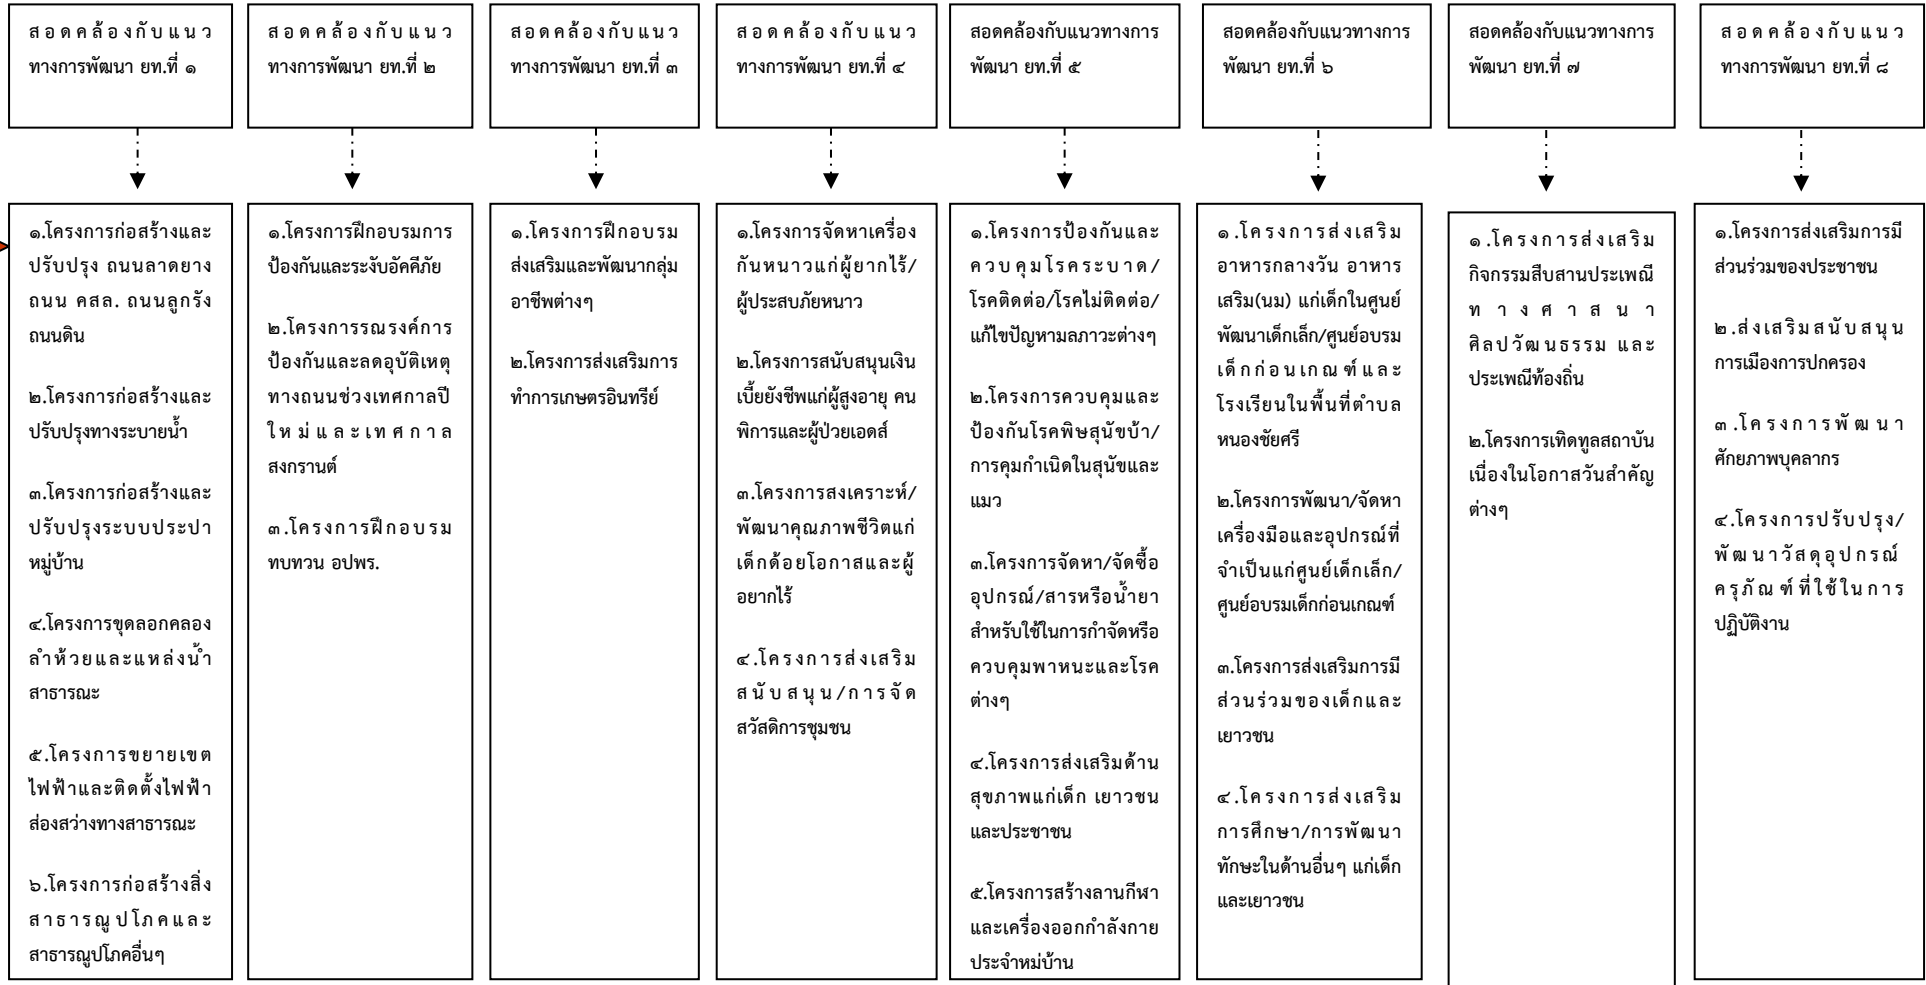 สอดคล้องกับแนว
ทางการพัฒนา ยท.ที่ ๑
สอดคล้องกับแนว
ทางการพัฒนา ยท.ที่ ๒
สอดคล้องกับแนว
ทางการพัฒนา ยท.ที่ ๓
สอดคล้องกับแนว
ทางการพัฒนา ยท.ที่ ๔
สอดคล้องกับแนวทางการ
พัฒนา ยท.ที่ ๕
สอดคล้องกับแนวทางการ
พัฒนา ยท.ที่ ๖
สอดคล้องกับแนวทางการ
พัฒนา ยท.ที่ ๗
สอดคล้องกับแนว
ทางการพัฒนา ยท.ที่ ๘
๑.โครงการก่อสร้างและ
ปรับปรุง ถนนลาดยาง
ถนน คสล. ถนนลูกรัง
ถนนดิน
๒.โครงการก่อสร้างและ
ปรับปรุงทางระบายน้ำ
๓.โครงการก่อสร้างและ
ปรับปรุงระบบประปา
หมู่บ้าน
๔.โครงการขุดลอกคลอง
ลำห้วยและแหล่งน้ำ
สาธารณะ
๕.โครงการขยายเขต
ไฟฟ้าและติดตั้งไฟฟ้า
ส่องสว่างทางสาธารณะ
๖.โครงการก่อสร้างสิ่ง
สาธารณูปโภคและ
สาธารณูปโภคอื่นๆ
๑.โครงการฝึกอบรมการ
ป้องกันและระงับอัคคีภัย
๒.โครงการรณรงค์การ
ป้องกันและลดอุบัติเหตุ
ทางถนนช่วงเทศกาลปี
ใหม่และเทศกาล
สงกรานต์
๓.โครงการฝึกอบรม
ทบทวน อปพร.
๑.โครงการฝึกอบรม
ส่งเสริมและพัฒนากลุ่ม
อาชีพต่างๆ
๒.โครงการส่งเสริมการ
ทำการเกษตรอินทรีย์
๑.โครงการจัดหาเครื่อง
กันหนาวแก่ผู้ยากไร้/
ผู้ประสบภัยหนาว
๒.โครงการสนับสนุนเงิน
เบี้ยยังชีพแก่ผู้สูงอายุ คน
พิการและผู้ป่วยเอดส์
๓.โครงการสงเคราะห์/
พัฒนาคุณภาพชีวิตแก่
เด็กด้อยโอกาสและผู้
อยากไร้
๔.โครงการส่งเสริม
สนับสนุน/การจัด
สวัสดิการชุมชน
๑.โครงการป้องกันและ
ควบคุมโรคระบาด/
โรคติดต่อ/โรคไม่ติดต่อ/
แก้ไขปัญหามลภาวะต่างๆ
๒.โครงการควบคุมและ
ป้องกันโรคพิษสุนัขบ้า/
การคุมกำเนิดในสุนัขและ
แมว
๓.โครงการจัดหา/จัดซื้อ
อุปกรณ์/สารหรือน้ำยา
สำหรับใช้ในการกำจัดหรือ
ควบคุมพาหนะและโรค
ต่างๆ
๔.โครงการส่งเสริมด้าน
สุขภาพแก่เด็ก เยาวชน
และประชาชน
๕.โครงการสร้างลานกีฬา
และเครื่องออกกำลังกาย
ประจำหมู่บ้าน
๑.โครงการส่งเสริม
อาหารกลางวัน อาหาร
เสริม(นม) แก่เด็กในศูนย์
พัฒนาเด็กเล็ก/ศูนย์อบรม
เด็กก่อนเกณฑ์และ
โรงเรียนในพื้นที่ตำบล
หนองชัยศรี
๒.โครงการพัฒนา/จัดหา
เครื่องมือและอุปกรณ์ที่
จำเป็นแก่ศูนย์เด็กเล็ก/
ศูนย์อบรมเด็กก่อนเกณฑ์
๓.โครงการส่งเสริมการมี
ส่วนร่วมของเด็กและ
เยาวชน
๔.โครงการส่งเสริม
การศึกษา/การพัฒนา
ทักษะในด้านอื่นๆ แก่เด็ก
และเยาวชน
๑.โครงการส่งเสริม
กิจกรรมสืบสานประเพณี
ทางศาสนา
ศิลปวัฒนธรรม และ
ประเพณีท้องถิ่น
๒.โครงการเทิดทูลสถาบัน
เนื่องในโอกาสวันสำคัญ
ต่างๆ
๑.โครงการส่งเสริมการมี
ส่วนร่วมของประชาชน
๒.ส่งเสริมสนับสนุน
การเมืองการปกครอง
๓.โครงการพัฒนา
ศักยภาพบุคลากร
๔.โครงการปรับปรุง/
พัฒนาวัสดุอุปกรณ์
ครุภัณฑ์ที่ใช้ในการ
ปฏิบัติงาน